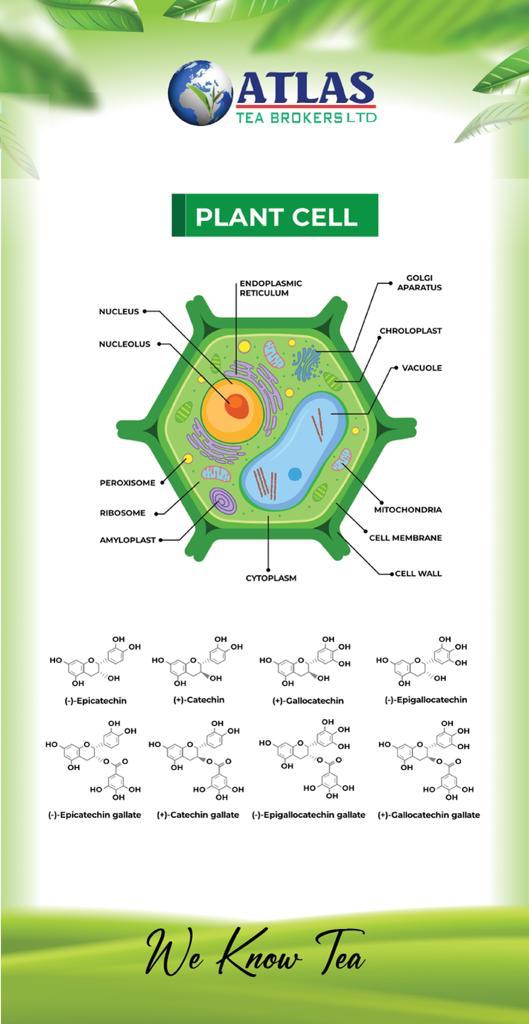 ATLAS
TEA BROKERS LTD
PLANT CELL
ENDOPLASMIC
RETICULUM
GOLGI
APARATUS
NUCLEUS
CHROLOPLAST
NUCLEOLUS
VACUOLE
PEROXISOME
RIBOSOME
MITOCHONDRIA
AMYLOPLAST
CELL MEMBRANE
CYTOPLASM
CELL WALL
OH OH HO O OH OH
OH OH HO O OH OH
OH OH HO O OH OH OH
OH OH HO O OH OH OH
(-)-Epicatechin (+)-Catechin (+)-Gallocatechin (-)-Epigallocatechin
OH OH HO O O O OH HO OH OH
OH OH HO O O O OH HO OH OH
OH OH HO O OH O O OH HO OH OH
OH OH HO O OH O O OH HO OH OH
(-)-Epicatechin gallate (+)-Catechin gallate (-)-Epigallocatechin gallate (+)-Gallocatechin gallate
We Know Tea